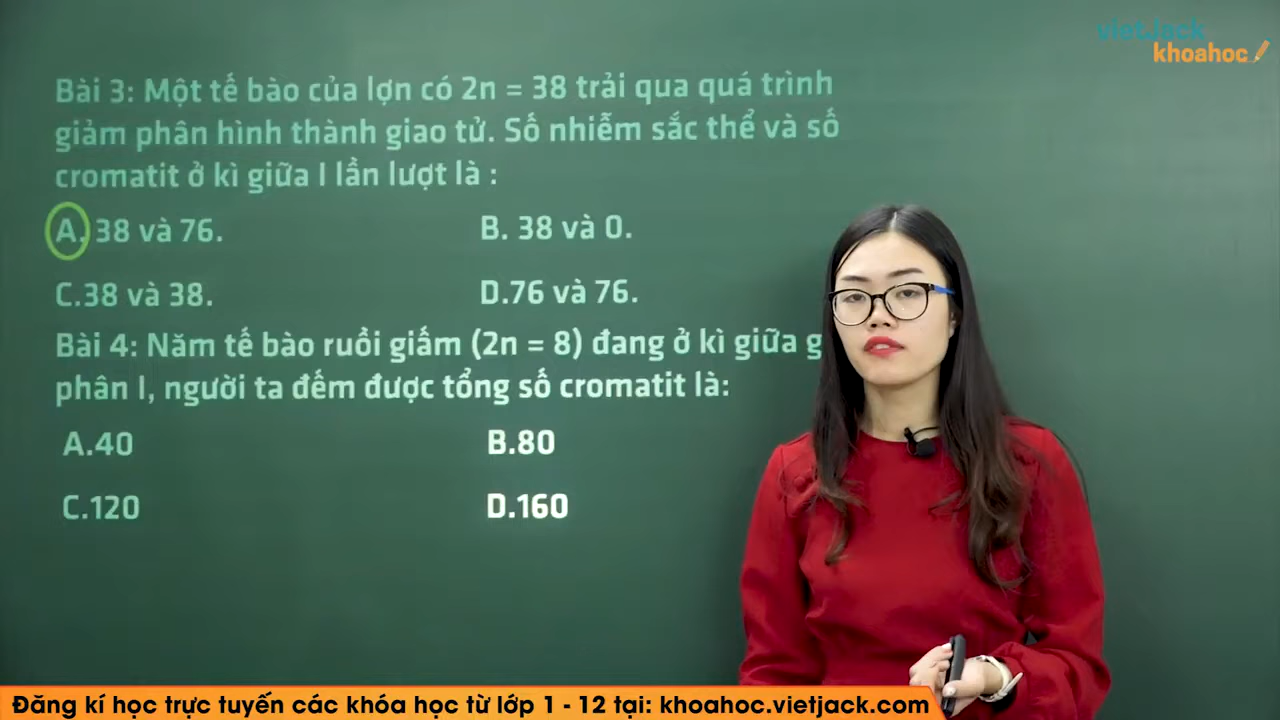 vietJack
khoahoc
Bài 3: Một tế bào của lợn có 2n = 38 trải qua quá trình
giảm phân hình thành giao tử. Số nhiễm sắc thể và số
cromatit ở kì giữa I lần lượt là :
A. 38 và 76.
B. 38 và 0.
C.38 và 38.
D.76 và 76.
Bài 4: Năm tế bào ruồi giấm (2n = 8) đang ở kì giữa g
phân I, người ta đếm được tổng số cromatit là:
A.40
B.80
C.120
D.160
Đăng kí học trực tuyến các khóa học từ lớp 1 - 12 tại: khoahoc.vietjack.com